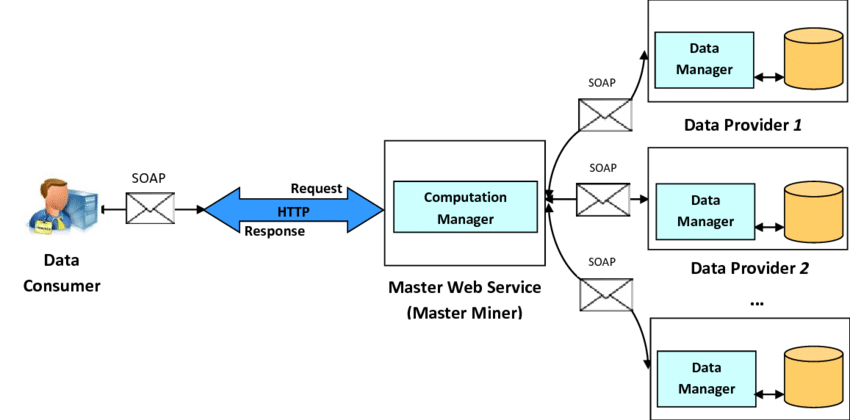 SOAP
Data
Consumer
Request
HTTP
Response
Computation
Manager
Master Web Service
(Master Miner)
SOAP
Data
Manager
Data Provider 1
SOAP
Data
Manager
Data Provider 2
...
SOAP
Data
Manager